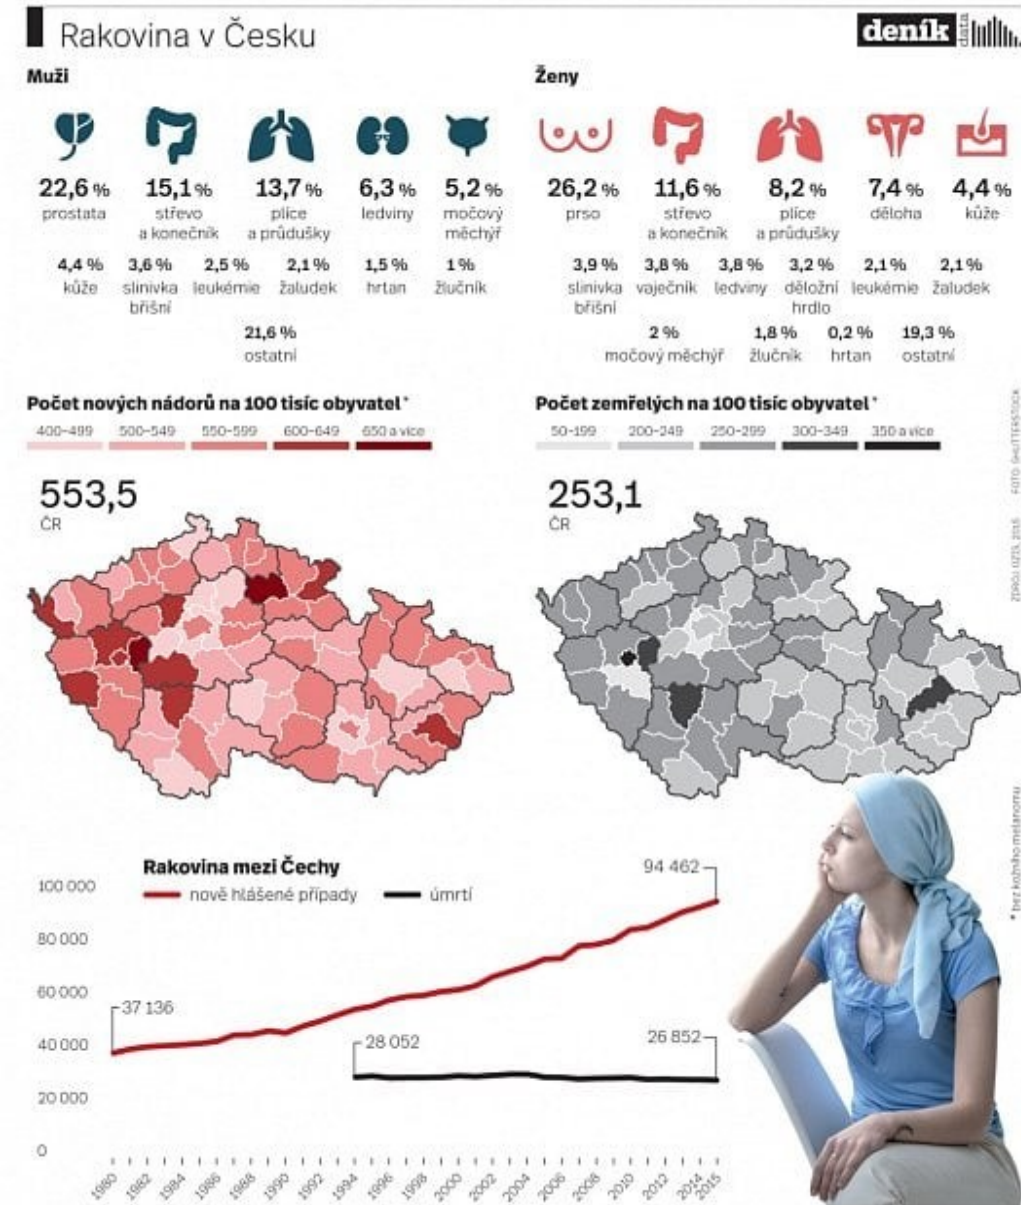 Rakovina v Česku
deník data
Muži
22,6 % 15,1 % 13,7 % 6,3 % 5,2 %
prostata střevo plíce ledviny močový
a konečník a průdušky měchýř
4,4 % 3,6 % 2,5 % 2,1 % 1,5 % 1 %
kůže slinivka leukémie žaludek hrtan žlučník
břišní
21,6 %
ostatní
Ženy
26,2 % 11,6 % 8,2 % 7,4 % 4,4 %
prso střevo plíce děloha kůže
a konečník a průdušky
3,9 % 3,8 % 3,8 % 3,2 % 2,1 % 2,1 %
slinivka vaječník ledviny děložní leukémie žaludek
břišní hrdlo
2 % 1,8 % 0,2 % 19,3 %
močový měchýř žlučník hrtan ostatní
Počet nových nádorů na 100 tisíc obyvatel *
400–499 500–549 550–599 600–649 650 a více
553,5
ČR
Počet zemřelých na 100 tisíc obyvatel *
50–199 200–249 250–299 300–349 350 a více
253,1
ČR
FOTO: SHUTTERSTOCK
ZDROJ: ÚZIS, 2015
* bez kožního melanomu
Rakovina mezi Čechy
nově hlášené případy úmrtí
100 000
80 000
60 000
40 000
20 000
0
37 136
94 462
28 052
26 852
1980 1982 1984 1986 1988 1990 1992 1994 1996 1998 2000 2002 2004 2006 2008 2010 2012 2014 2015